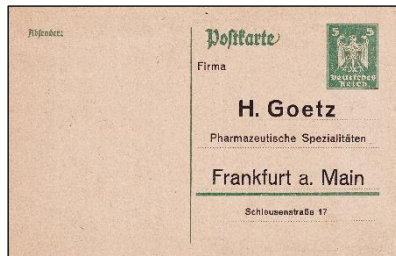 Absender:
Postkarte
5 5
Deutsches
Reich
Firma
H. Goetz
Pharmazeutische Spezialitäten
Frankfurt a. Main
Schleusenstraße 17